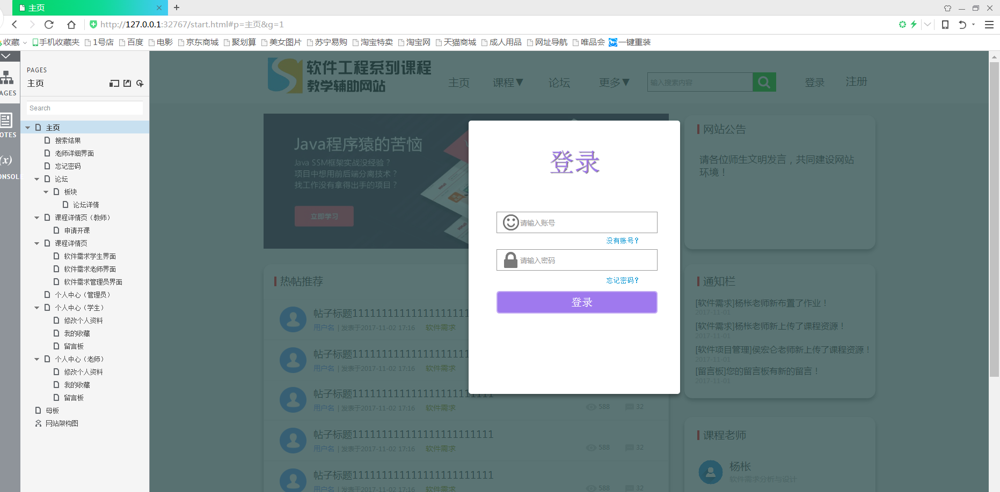 主页
http://127.0.0.1:32767/start.html#p=主页&g=1
收藏 手机收藏夹 1号店 百度 电影 京东商城 聚划算 美女图片 苏宁易购 淘宝特卖 淘宝网 天猫商城 成人用品 网址导航 唯品会 一键重装
AGES
OTES
(x)
ONSOLE
PAGES
主页
Search
主页
搜索结果
老师详细界面
忘记密码
论坛
板块
论坛详情
课程详情页（教师）
申请开课
课程详情页
软件需求学生界面
软件需求老师界面
软件需求管理员界面
个人中心（管理员）
个人中心（学生）
修改个人资料
我的收藏
留言板
个人中心（老师）
修改个人资料
我的收藏
留言板
母板
网站架构图
软件工程系列课程
教学辅助网站
主页 课程▼ 论坛 更多▼ 输入搜索内容 登录 注册
Java程序猿的苦恼
Java SSM框架实战没经验？
项目中想用前后端分离技术？
找工作没有拿得出手的项目？
立即学习
登录
请输入账号
没有账号？
请输入密码
忘记密码？
登录
网站公告
请各位师生文明发言，共同建设网站
环境！
热帖推荐
帖子标题1111111111111111111
用户名 | 发表于2017-11-02 17:16 软件需求
帖子标题1111111111111111111
用户名 | 发表于2017-11-02 17:16 软件需求
帖子标题11111111111111111111111
用户名 | 发表于2017-11-02 17:16 软件需求 588 32
帖子标题11111111111111111111111
用户名 | 发表于2017-11-02 17:16 软件需求 588 32
帖子标题11111111111111111111111
用户名 | 发表于2017-11-02 17:16 软件需求 588 32
通知栏
[软件需求]杨枨老师新布置了作业！
2017-11-01
[软件需求]杨枨老师新上传了课程资源！
2017-11-01
[软件项目管理]侯宏仑老师新上传了课程资源！
2017-11-01
[留言板]您的留言板有新的留言！
2017-11-01
课程老师
杨枨
软件需求分析与设计